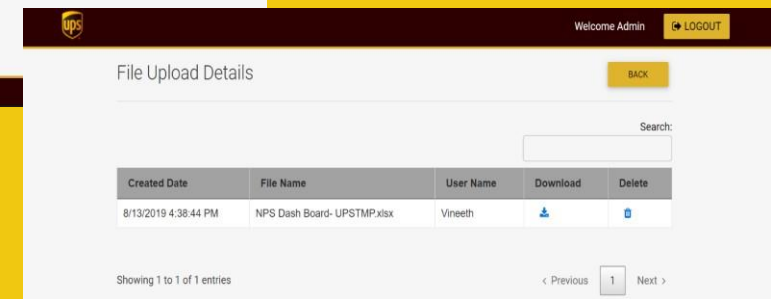 ups
Welcome Admin
LOGOUT
File Upload Details
BACK
Search:
Created Date File Name User Name Download Delete
8/13/2019 4:38:44 PM NPS Dash Board- UPSTMP.xlsx Vineeth
Showing 1 to 1 of 1 entries
‹ Previous 1 Next ›